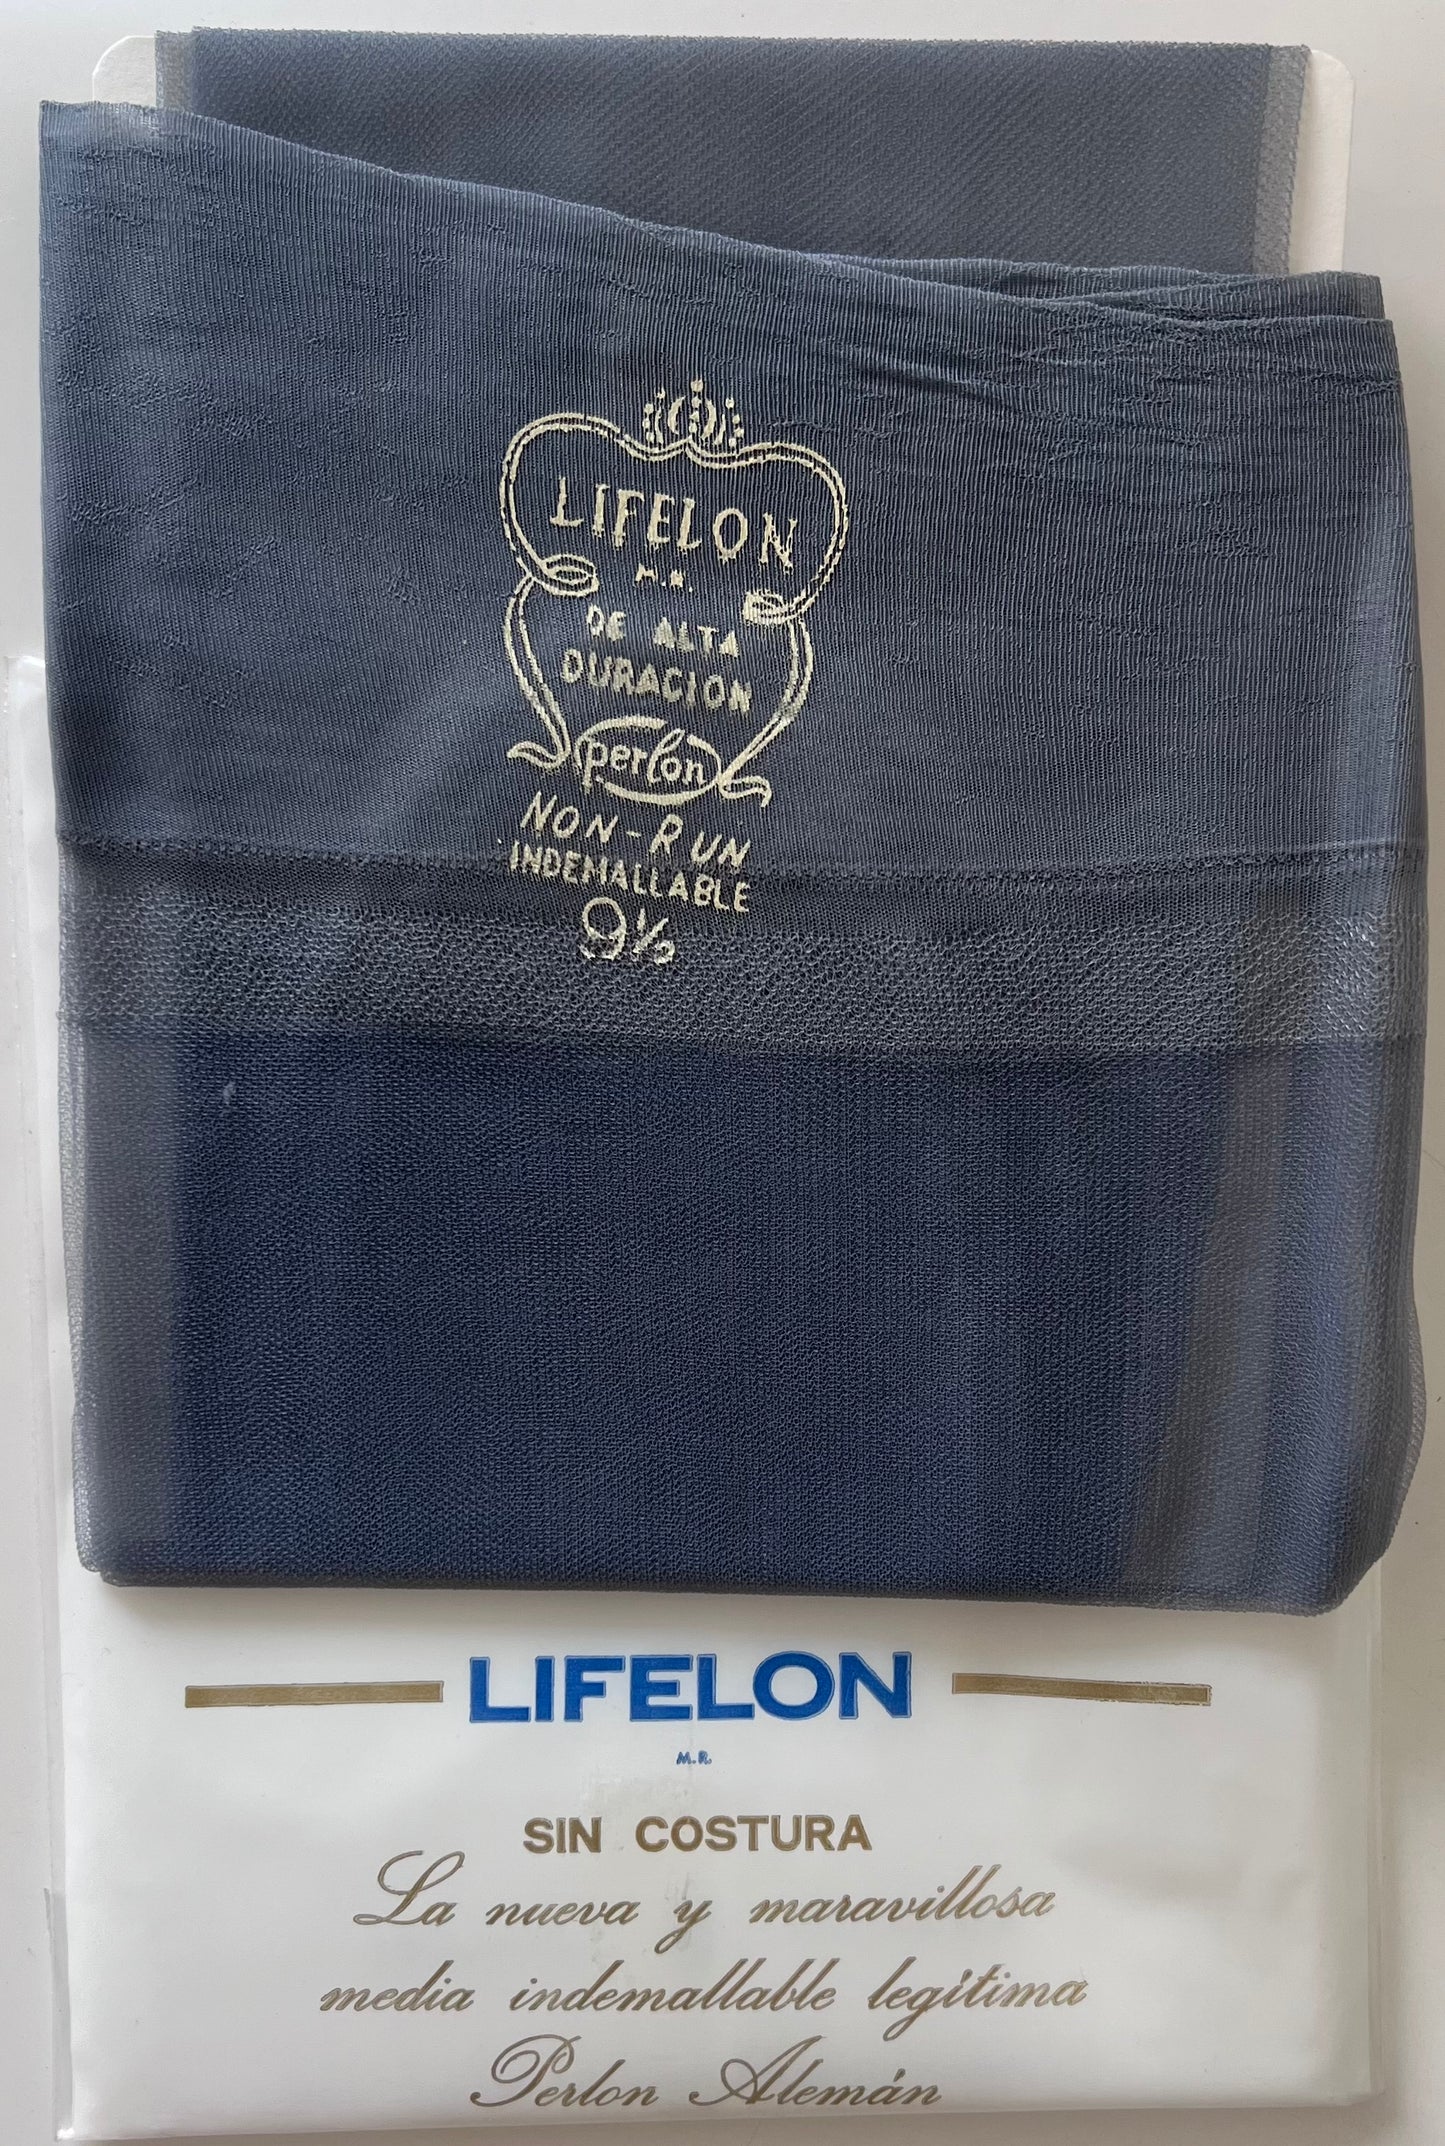 LIFELON
M.R.
DE ALTA
DURACION
perlon
NON-RUN
INDEMALLABLE
9½
LIFELON
M.R.
SIN COSTURA
La nueva y maravillosa
media indemallable legítima
Perlon Alemán